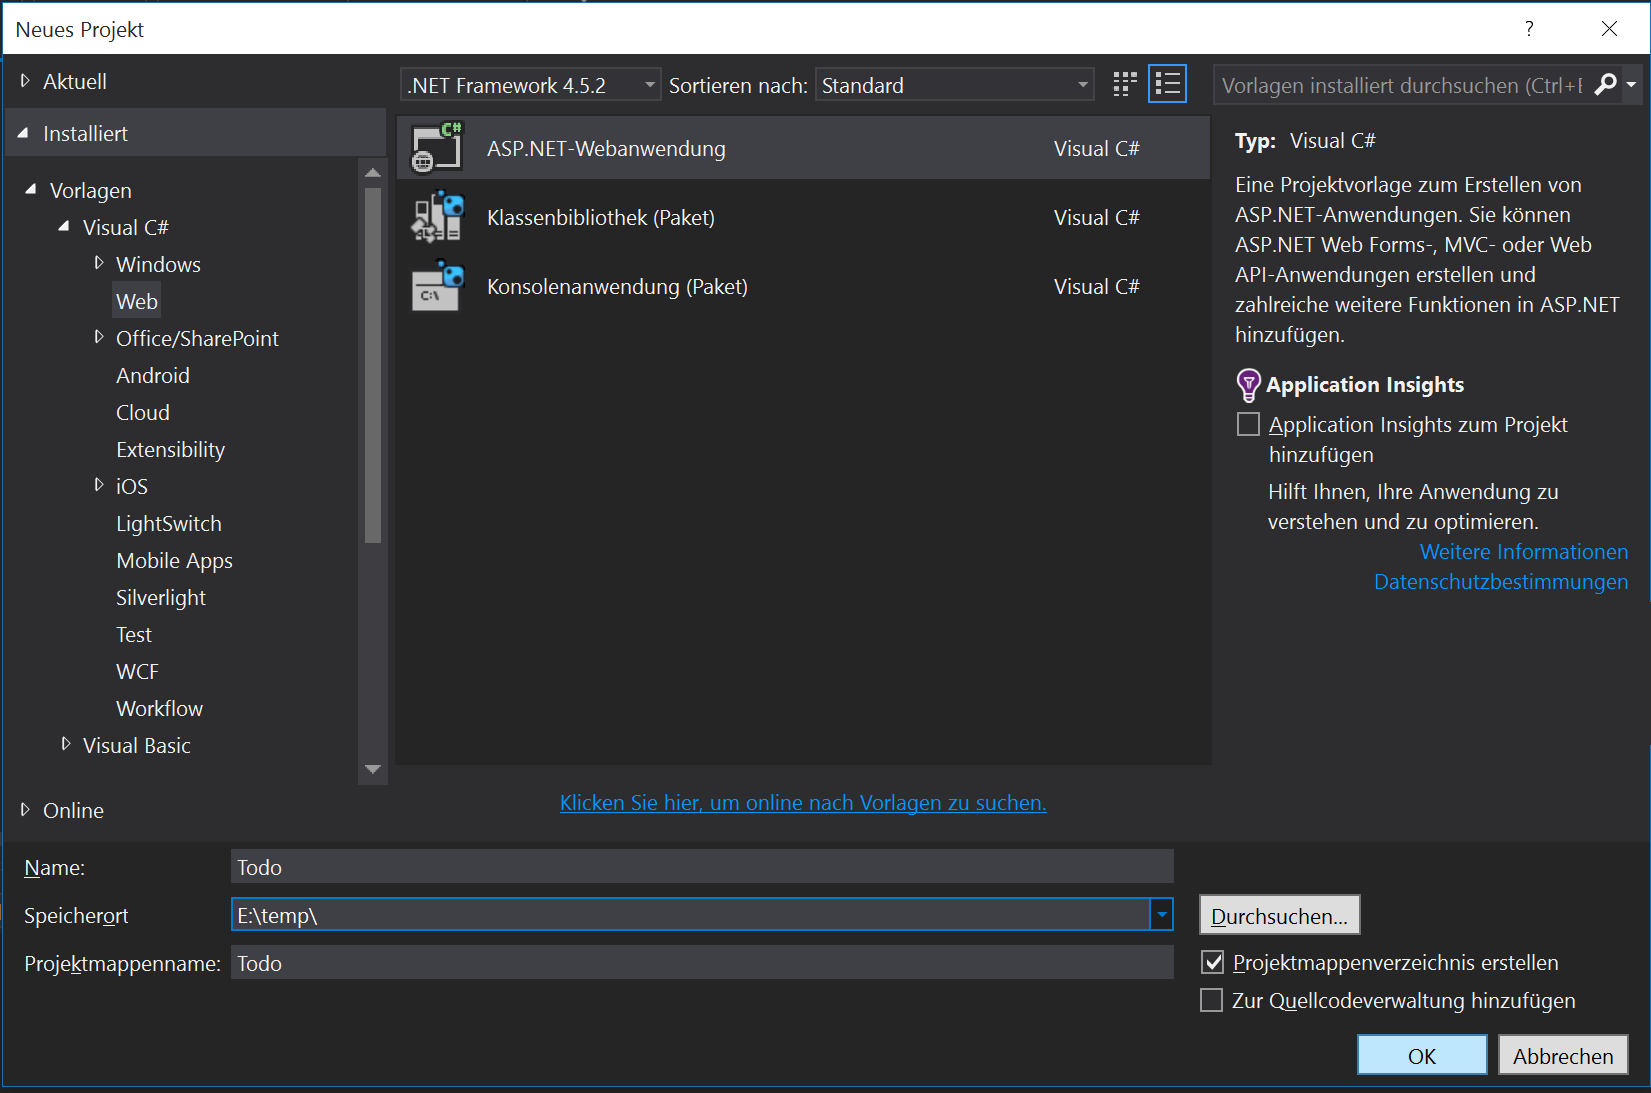 Neues Projekt
?
Aktuell
.NET Framework 4.5.2
Sortieren nach:
Standard
Vorlagen installiert durchsuchen (Ctrl+E
Installiert
Vorlagen
Visual C#
Windows
Web
Office/SharePoint
Android
Cloud
Extensibility
iOS
LightSwitch
Mobile Apps
Silverlight
Test
WCF
Workflow
Visual Basic
Online
C#
ASP.NET-Webanwendung
Visual C#
Klassenbibliothek (Paket)
Visual C#
C:\
Konsolenanwendung (Paket)
Visual C#
Klicken Sie hier, um online nach Vorlagen zu suchen.
Typ: Visual C#
Eine Projektvorlage zum Erstellen von
ASP.NET-Anwendungen. Sie können
ASP.NET Web Forms-, MVC- oder Web
API-Anwendungen erstellen und
zahlreiche weitere Funktionen in ASP.NET
hinzufügen.
Application Insights
Application Insights zum Projekt
hinzufügen
Hilft Ihnen, Ihre Anwendung zu
verstehen und zu optimieren.
Weitere Informationen
Datenschutzbestimmungen
Name:
Todo
Speicherort
E:\temp\
Durchsuchen...
Projektmappenname:
Todo
Projektmappenverzeichnis erstellen
Zur Quellcodeverwaltung hinzufügen
OK
Abbrechen